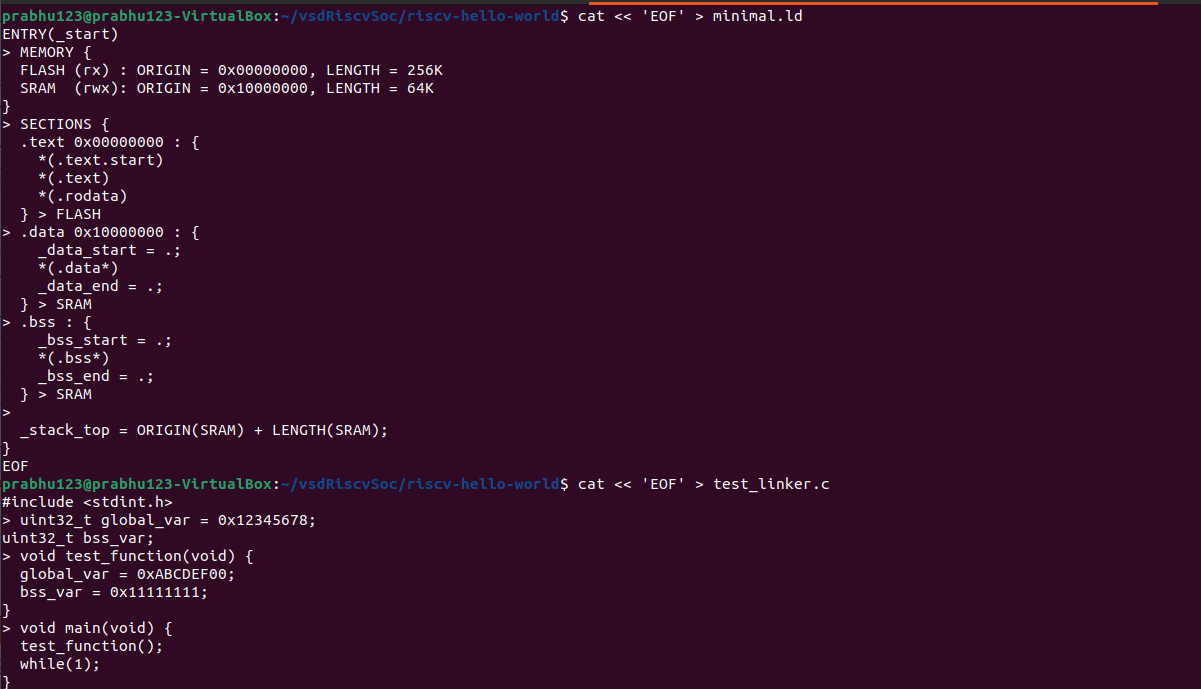 prabhu123@prabhu123-VirtualBox:~/vsdRiscvSoc/riscv-hello-world$ cat << 'EOF' > minimal.ld
ENTRY(_start)
> MEMORY {
  FLASH (rx) : ORIGIN = 0x00000000, LENGTH = 256K
  SRAM  (rwx): ORIGIN = 0x10000000, LENGTH = 64K
}
> SECTIONS {
  .text 0x00000000 : {
    *(.text.start)
    *(.text)
    *(.rodata)
  } > FLASH
> .data 0x10000000 : {
    _data_start = .;
    *(.data*)
    _data_end = .;
  } > SRAM
> .bss : {
    _bss_start = .;
    *(.bss*)
    _bss_end = .;
  } > SRAM
>
  _stack_top = ORIGIN(SRAM) + LENGTH(SRAM);
}
EOF
prabhu123@prabhu123-VirtualBox:~/vsdRiscvSoc/riscv-hello-world$ cat << 'EOF' > test_linker.c
#include <stdint.h>
> uint32_t global_var = 0x12345678;
uint32_t bss_var;
> void test_function(void) {
  global_var = 0xABCDEF00;
  bss_var = 0x11111111;
}
> void main(void) {
  test_function();
  while(1);
}